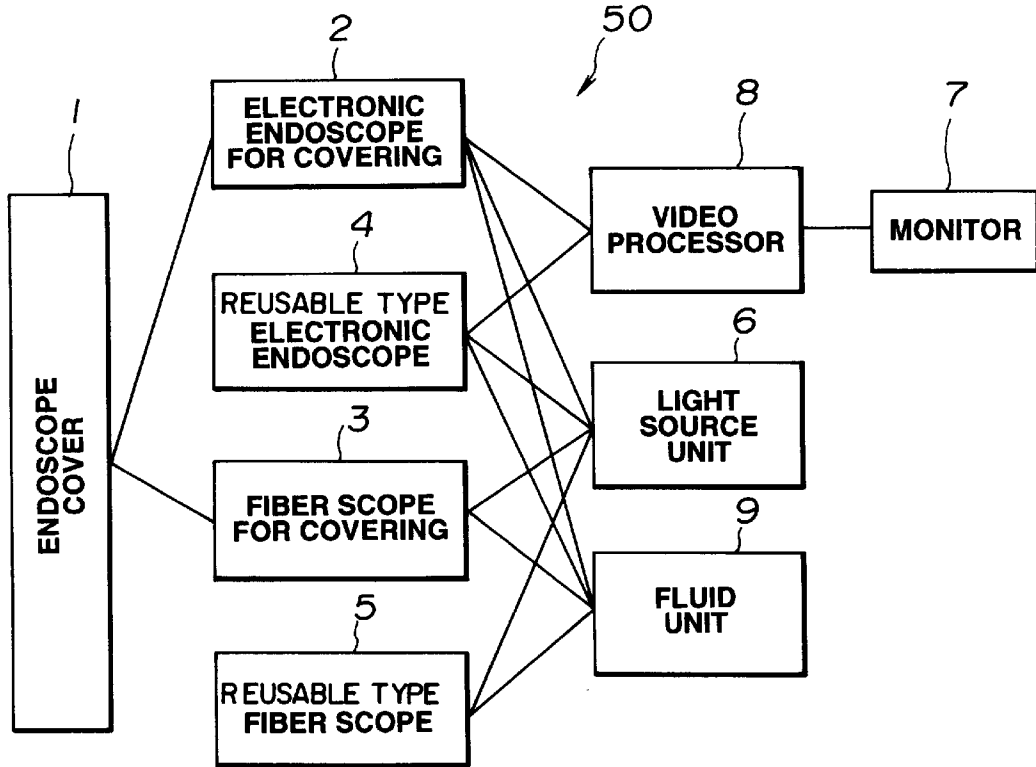 50
1
ENDOSCOPE
COVER
2
ELECTRONIC
ENDOSCOPE
FOR COVERING
4
REUSABLE TYPE
ELECTRONIC
ENDOSCOPE
3
FIBER SCOPE
FOR COVERING
5
REUSABLE TYPE
FIBER SCOPE
8
VIDEO
PROCESSOR
7
MONITOR
6
LIGHT
SOURCE
UNIT
9
FLUID
UNIT